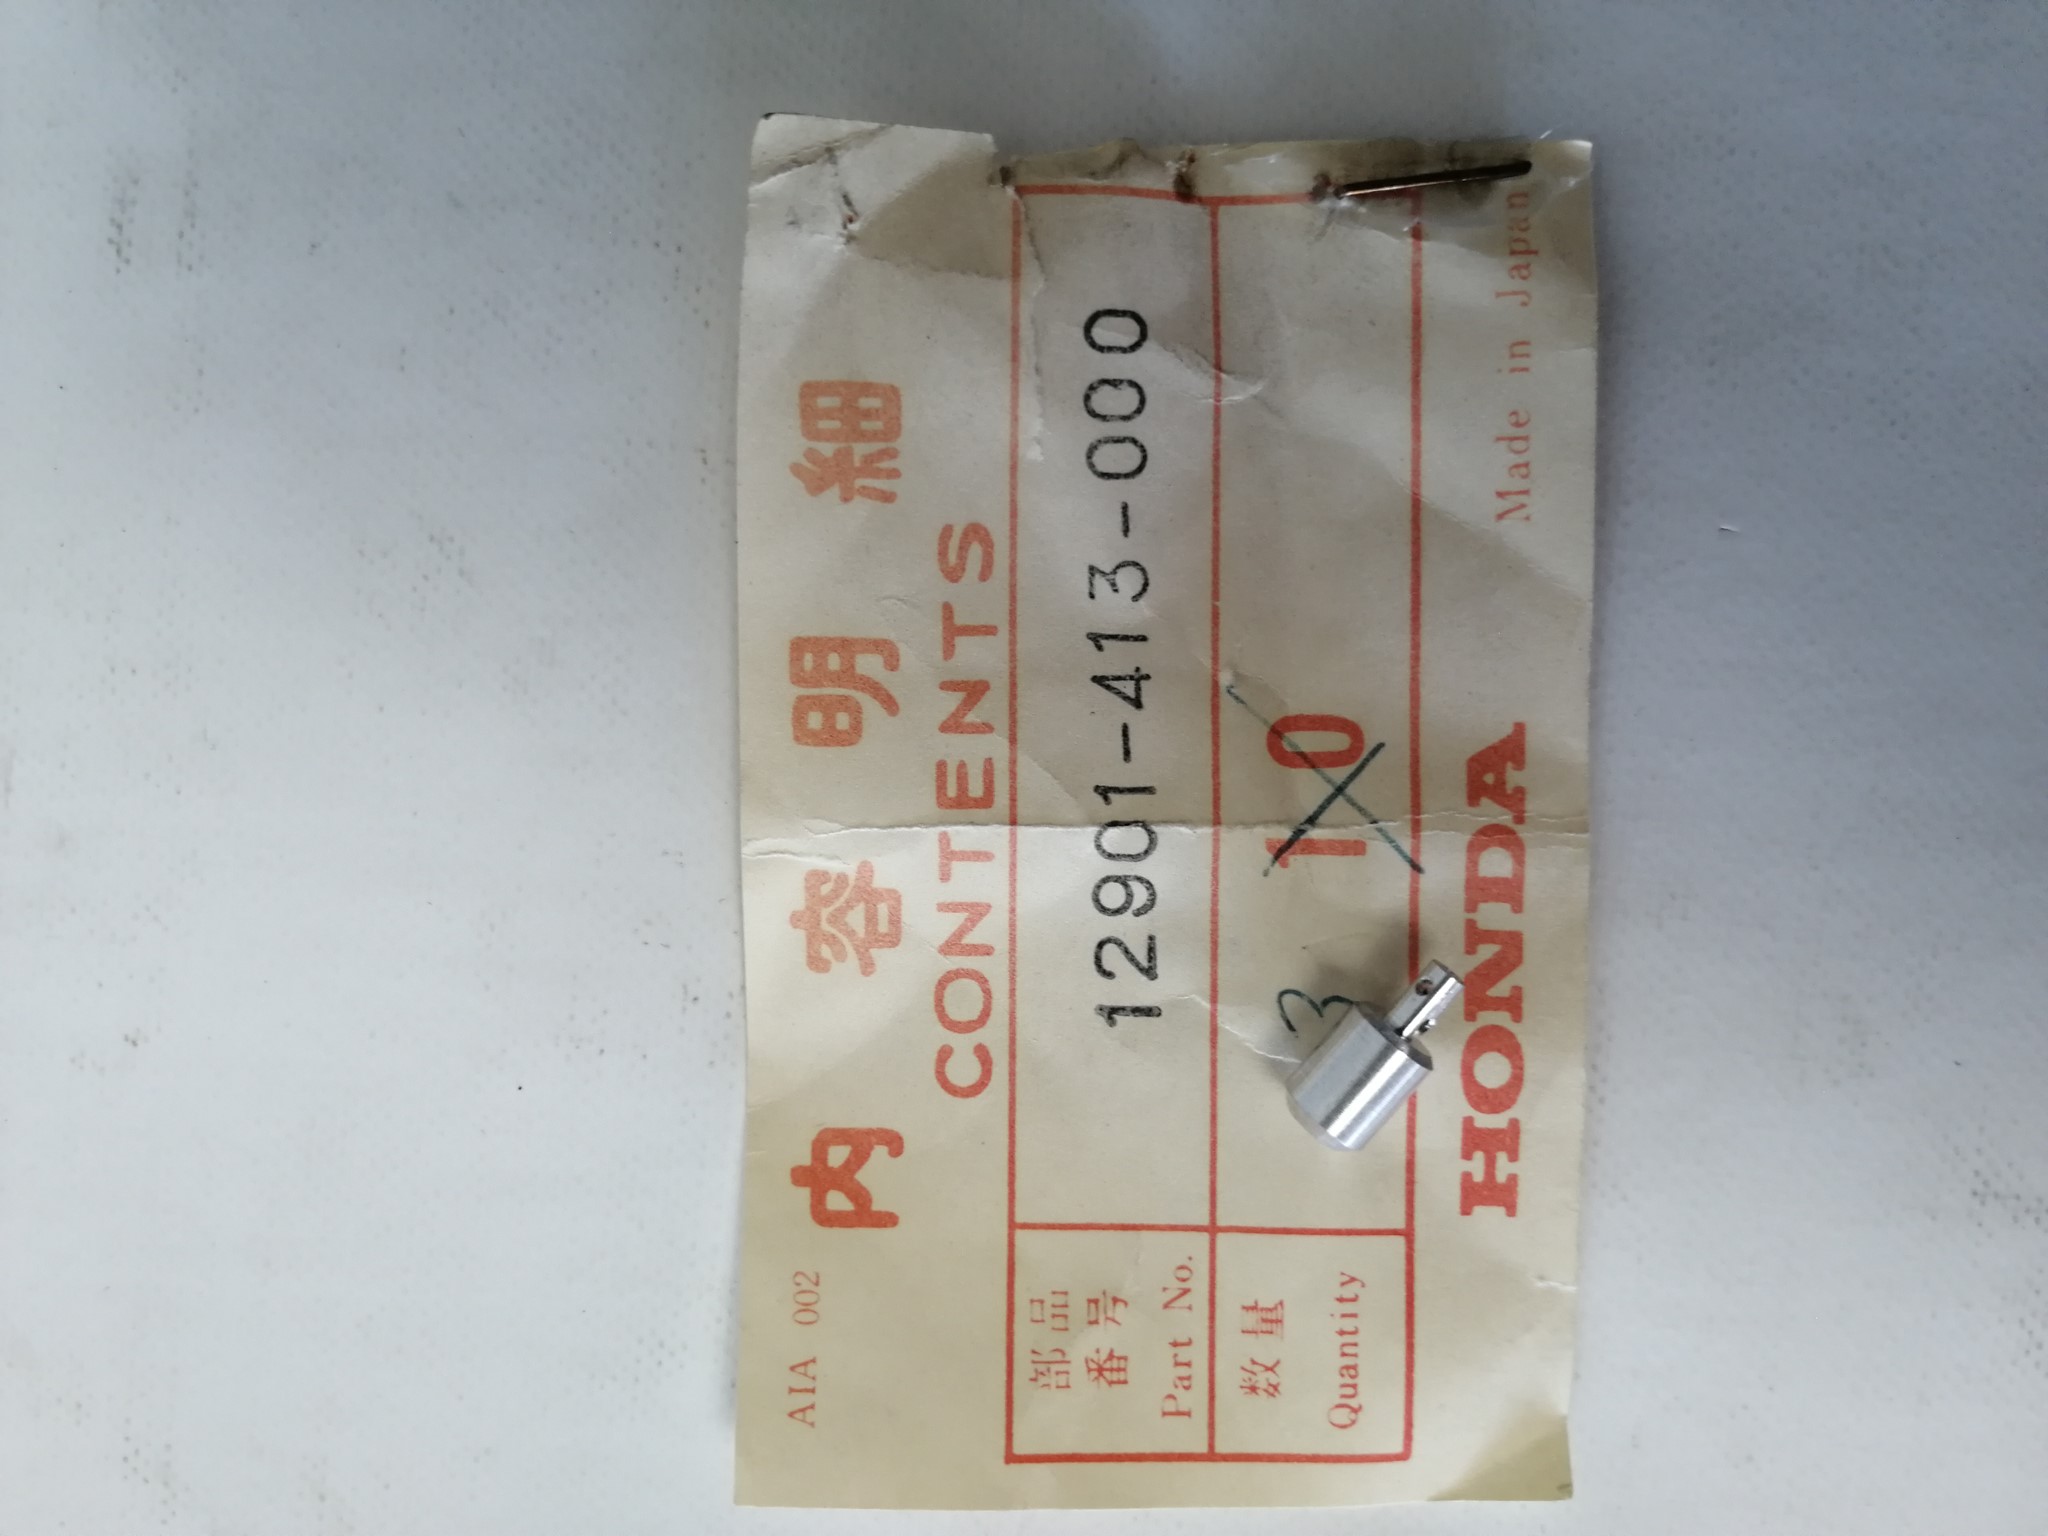 AIA 002
内容明細
CONTENTS
部品
番号
Part No.
12901-413-000
数量
Quantity
3 10
HONDA Made in Japan